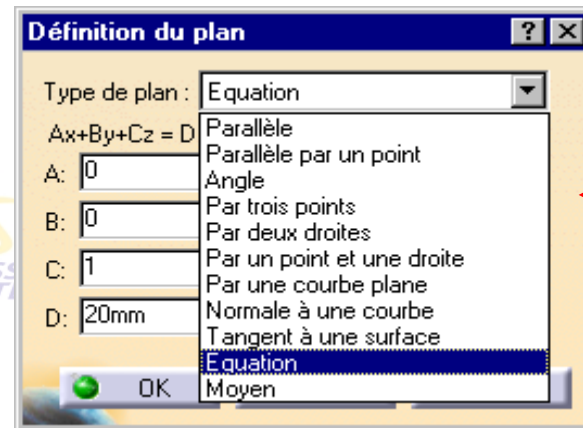 Définition du plan
Type de plan : Equation
Ax+By+Cz = D
Parallèle
Parallèle par un point
A: 0
Angle
Par trois points
B: 0
Par deux droites
Par un point et une droite
C: 1
Par une courbe plane
Normale à une courbe
D: 20mm
Tangent à une surface
Equation
OK
Moyen